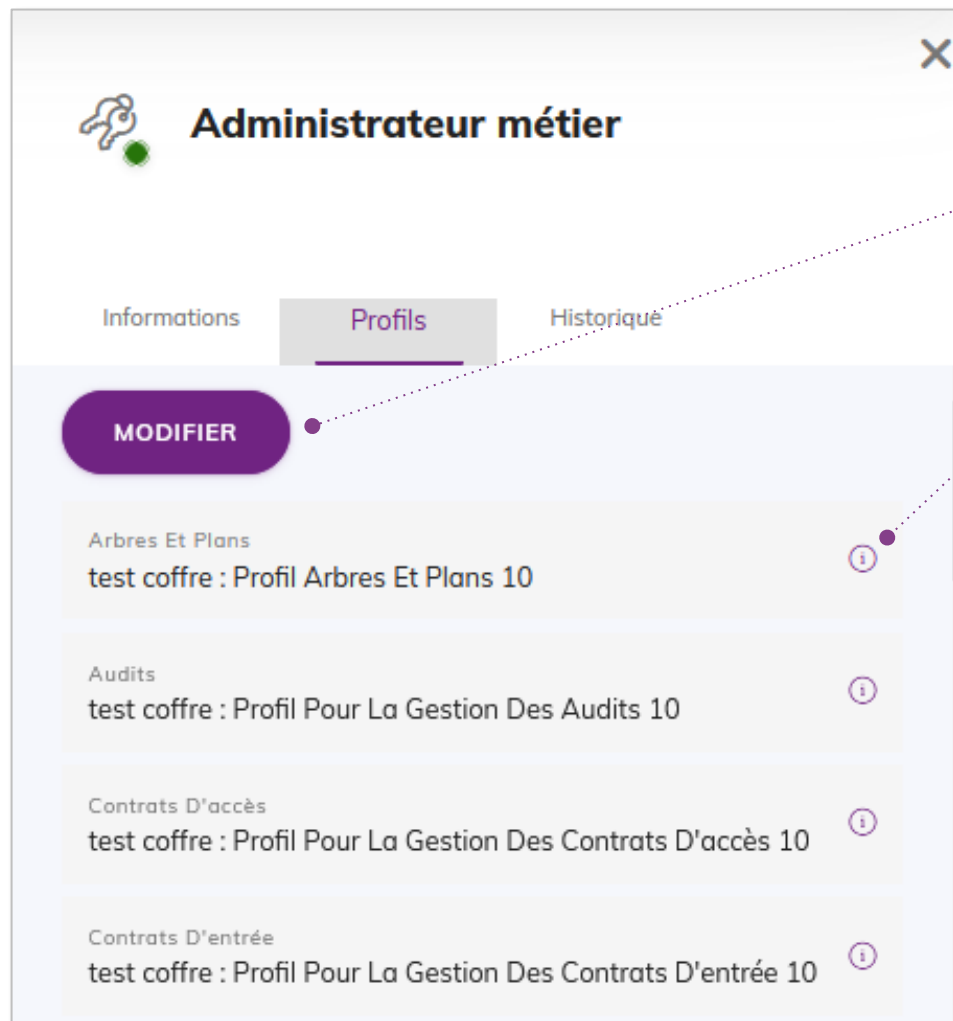 Administrateur métier
Informations
Profils
Historique
MODIFIER
Arbres Et Plans
test coffre : Profil Arbres Et Plans 10
Audits
test coffre : Profil Pour La Gestion Des Audits 10
Contrats D'accès
test coffre : Profil Pour La Gestion Des Contrats D'accès 10
Contrats D'entrée
test coffre : Profil Pour La Gestion Des Contrats D'entrée 10